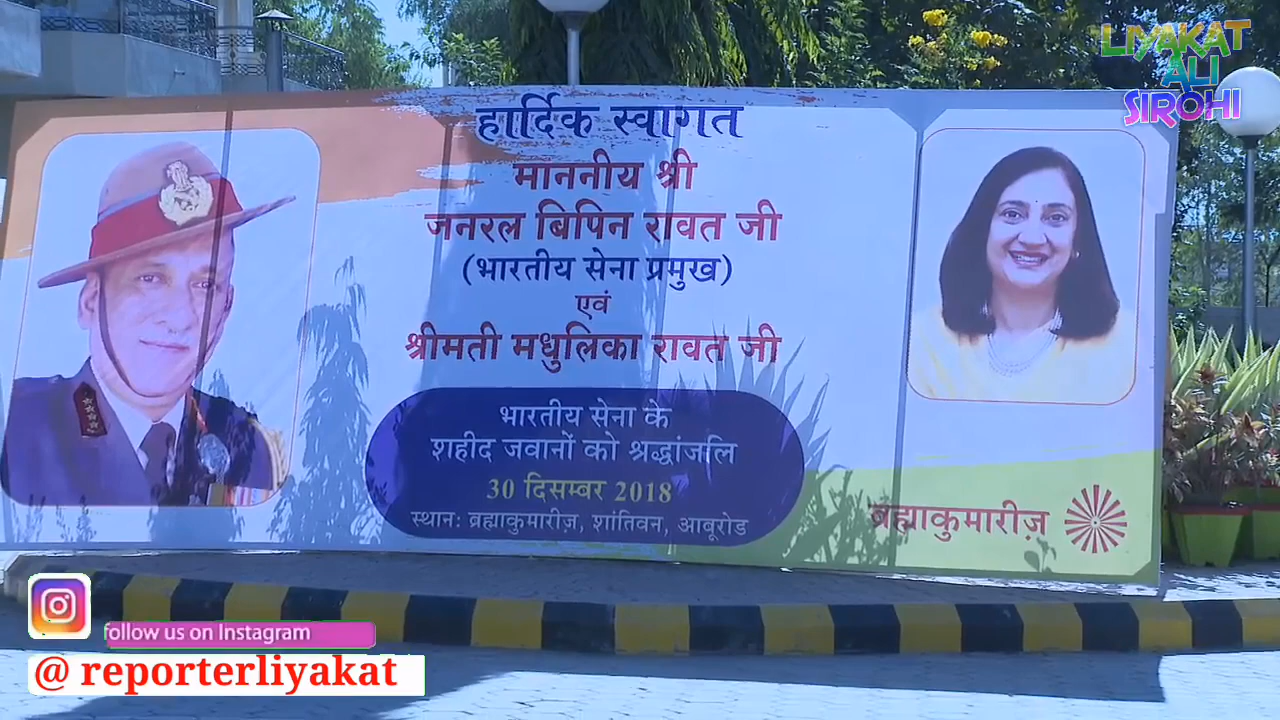 LIYAKAT
ALI
SIROHI
हार्दिक स्वागत
माननीय श्री
जनरल बिपिन रावत जी
(भारतीय सेना प्रमुख)
एवं
श्रीमती मधुलिका रावत जी
भारतीय सेना के
शहीद जवानों को श्रद्धांजलि
30 दिसम्बर 2018
स्थान: ब्रह्माकुमारीज़, शांतिवन, आबूरोड
ब्रह्माकुमारीज़
follow us on Instagram
@ reporterliyakat